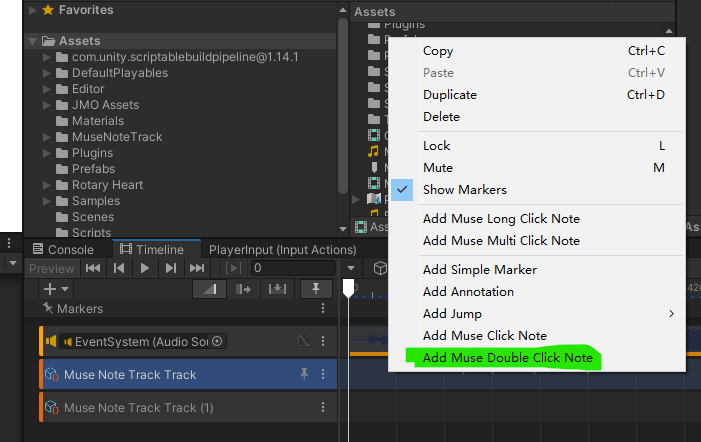 Favorites
Assets
com.unity.scriptablebuildpipeline@1.14.1
DefaultPlayables
Editor
JMO Assets
Materials
MuseNoteTrack
Plugins
Prefabs
Rotary Heart
Samples
Scenes
Scripts
Assets
Plugins
Copy Ctrl+C
Paste Ctrl+V
Duplicate Ctrl+D
Delete
Lock L
Mute M
Show Markers
Add Muse Long Click Note
Add Muse Multi Click Note
Add Simple Marker
Add Annotation
Add Jump
Add Muse Click Note
Add Muse Double Click Note
Console
Timeline
PlayerInput (Input Actions)
Preview
0
Markers
EventSystem (Audio Sou
Muse Note Track Track
Muse Note Track Track (1)